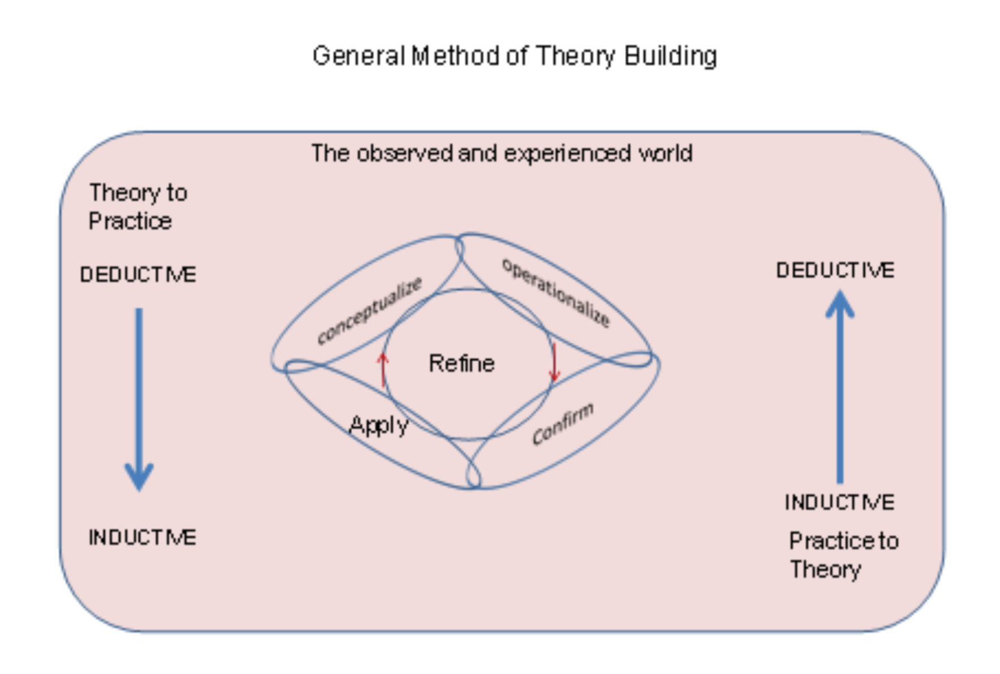 General Method of Theory Building
The observed and experienced world
Theory to
Practice
DEDUCTIVE
INDUCTIVE
conceptualize
operationalize
Refine
Apply
Confirm
DEDUCTIVE
INDUCTIVE
Practice to
Theory